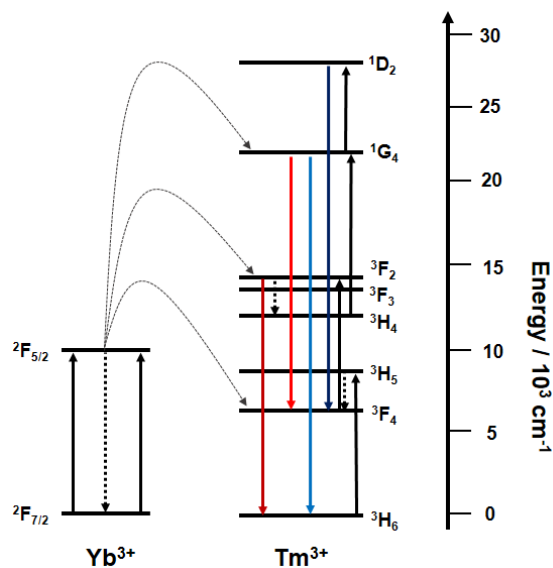 30
¹D₂
25
¹G₄
20
³F₂
15
³F₃
³H₄
²F₅/₂
10
³H₅
³F₄
5
²F₇/₂
³H₆
0
Yb³⁺
Tm³⁺
Energy / 10³ cm⁻¹